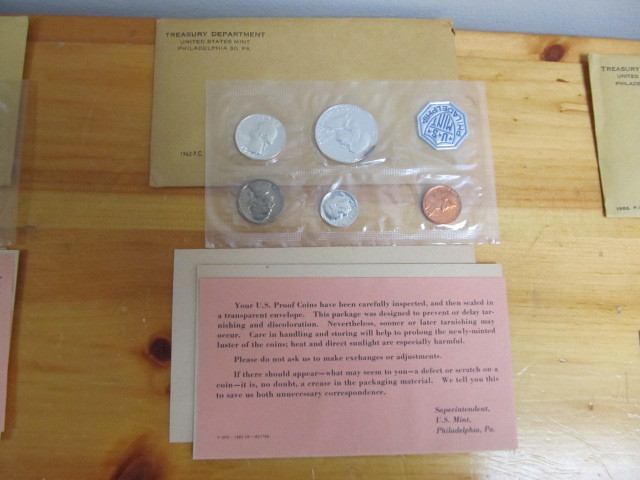 TREASURY DEPARTMENT
UNITED STATES MINT
PHILADELPHIA 30, PA.
PHILADELPHIA
U.S.
MINT
TREASURY
UNITED
PHILADEL
Your U.S. Proof Coins have been carefully inspected, and then sealed in
a transparent envelope. This package was designed to prevent or delay tar-
nishing and discoloration. Nevertheless, sooner or later tarnishing may
occur. Care in handling and storing will help to prolong the newly-minted
luster of the coins; heat and direct sunlight are especially harmful.
Please do not ask us to make exchanges or adjustments.
If there should appear—what may seem to you—a defect or scratch on a
coin—it is, no doubt, a crease in the packaging material. We tell you this
to save us both unnecessary correspondence.
Superintendent,
U.S. Mint,
Philadelphia, Pa.